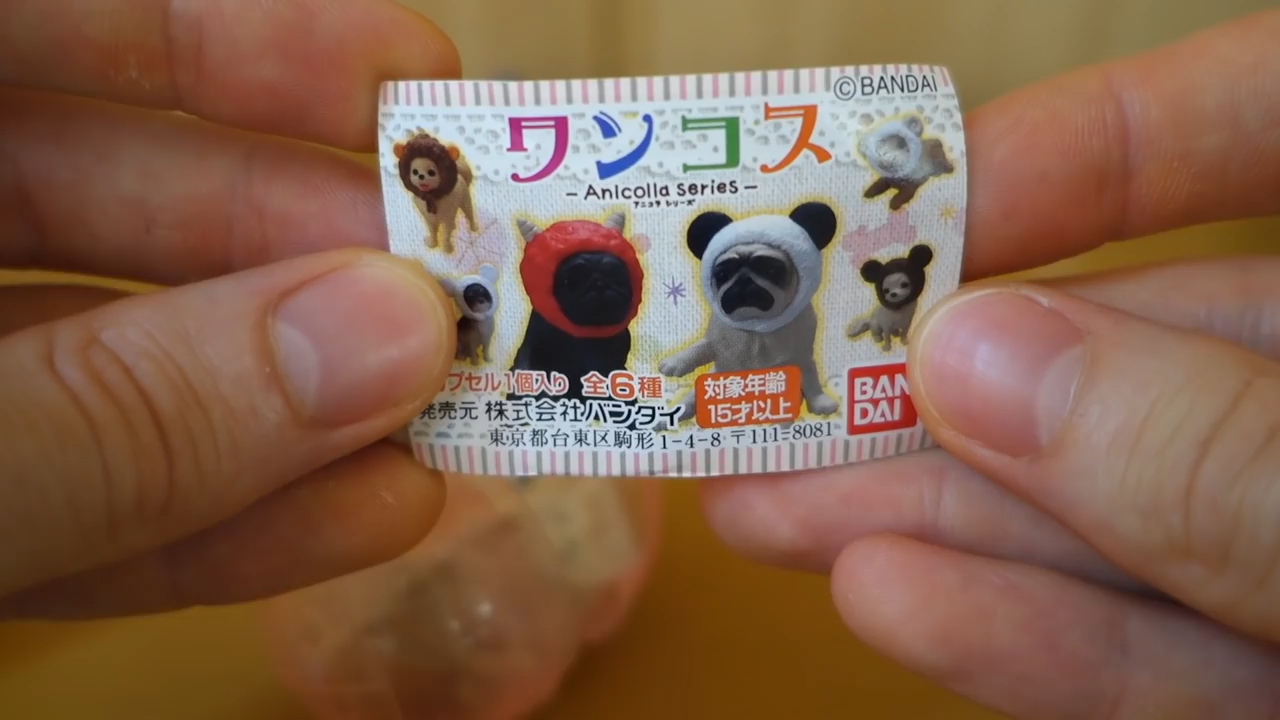 ©BANDAI
ワンコス
-Anicolla series-
アニコラ シリーズ
カプセル1個入り 全6種
対象年齢
15才以上
BAN
DAI
発売元 株式会社バンダイ
東京都台東区駒形1-4-8 〒111-8081